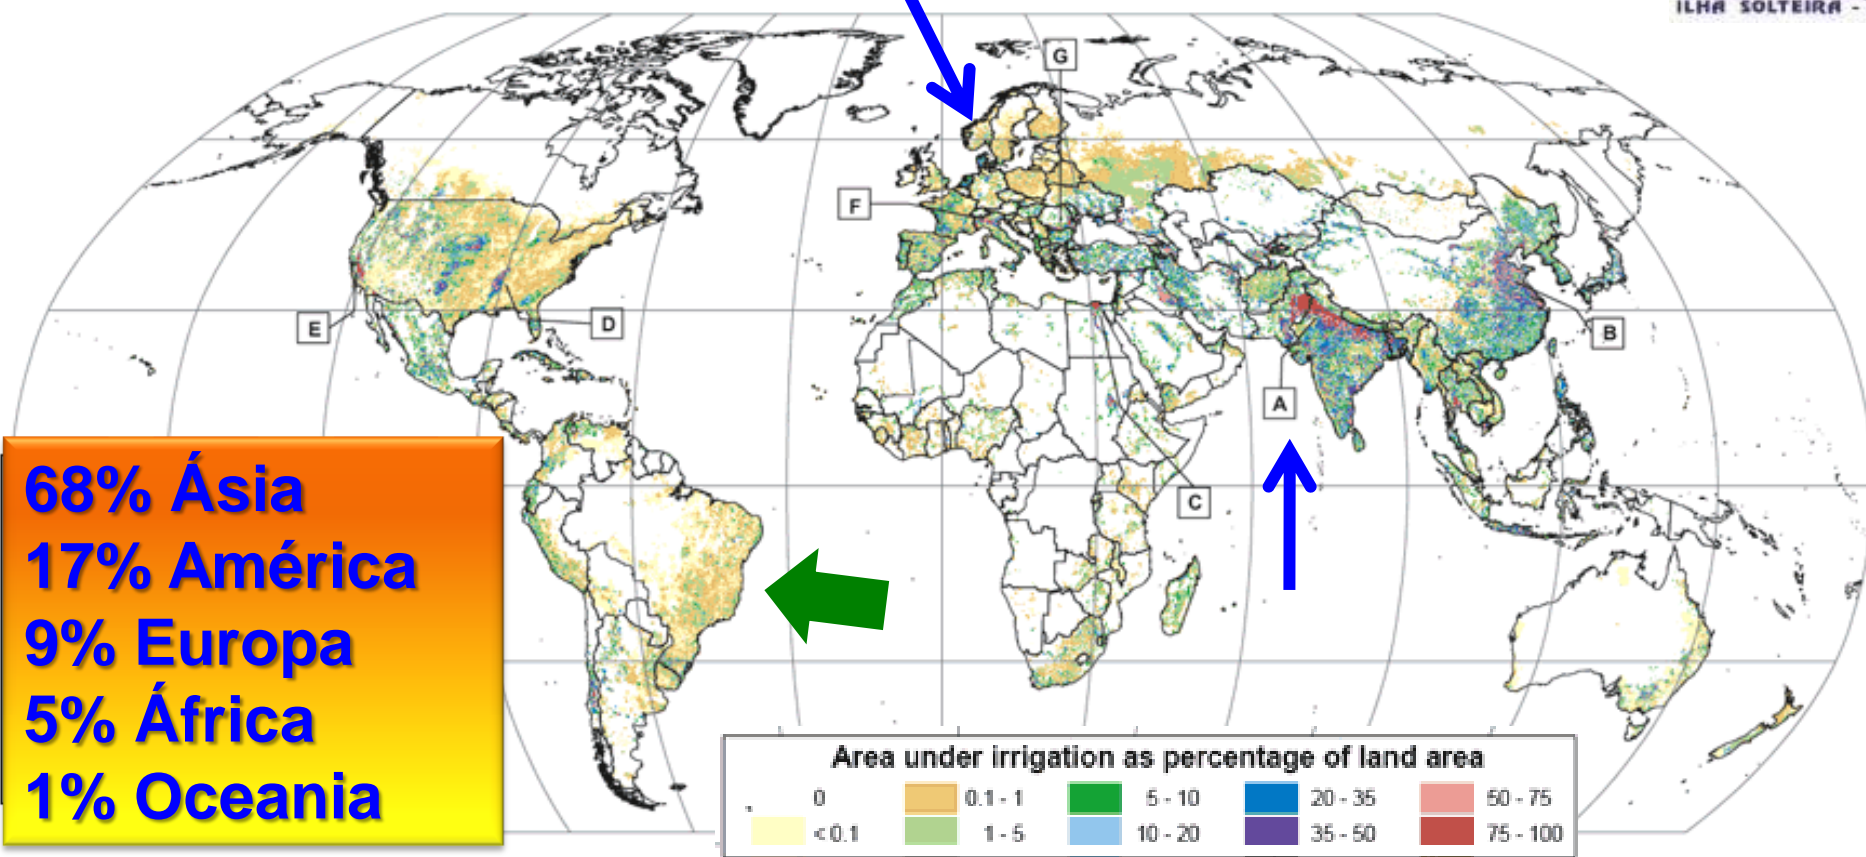 ILHA SOLTEIRA -
G
F
E
D
B
A
C
68% Ásia
17% América
9% Europa
5% África
1% Oceania
Area under irrigation as percentage of land area
0 0.1 - 1 5 - 10 20 - 35 50 - 75
< 0.1 1 - 5 10 - 20 35 - 50 75 - 100